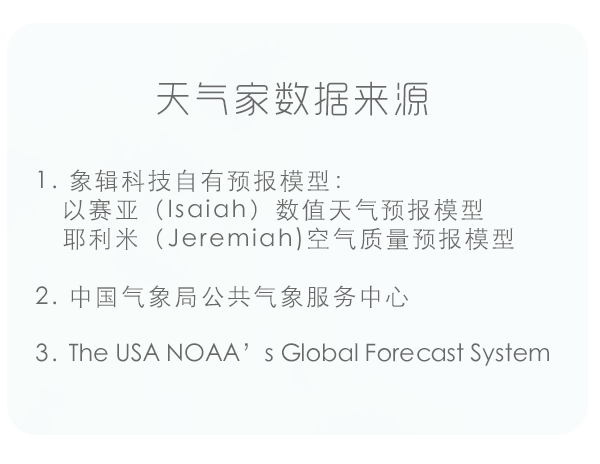 天气家数据来源
1. 象辑科技自有预报模型：
以赛亚（Isaiah）数值天气预报模型
耶利米（Jeremiah)空气质量预报模型
2. 中国气象局公共气象服务中心
3. The USA NOAA’s Global Forecast System